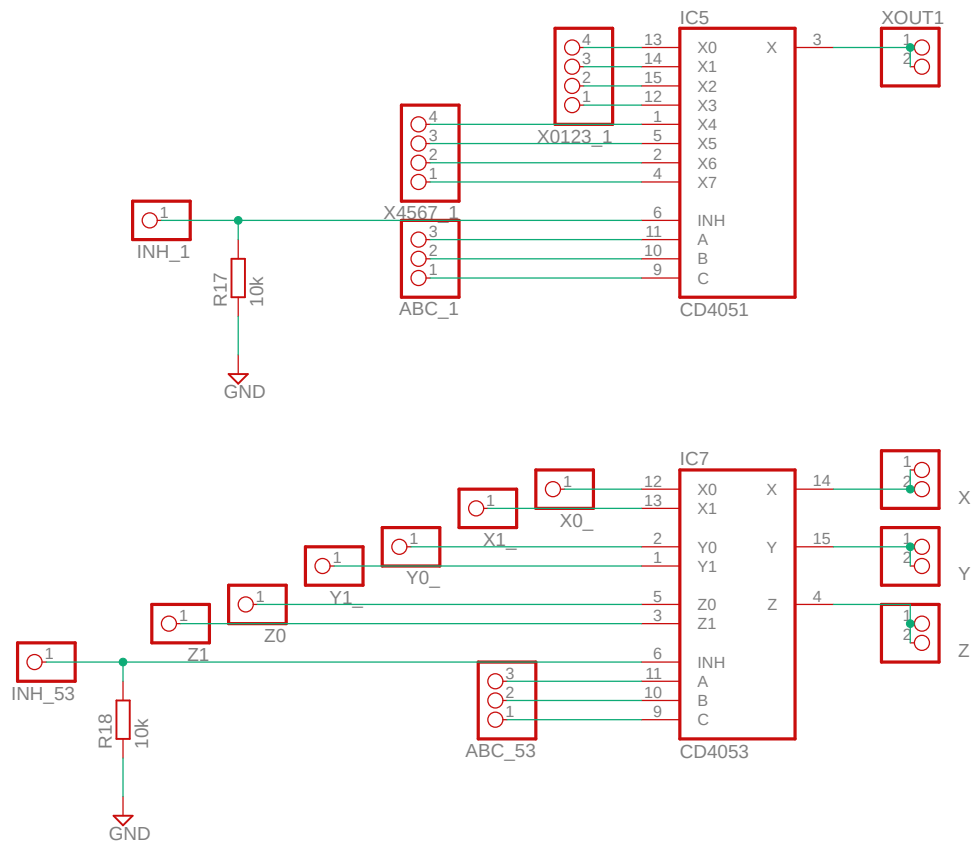 IC5
XOUT1
4 13 X0 X 3 1
3 14 X1 2
2 15 X2
1 12 X3
4 1 X4
X0123_1
3 5 X5
2 2 X6
1 4 X7
X4567_1
1 6 INH
INH_1
3 11 A
2 10 B
1 9 C
R17
10k
ABC_1
CD4051
GND
IC7
1
1 12 X0 X 14 2
X
1 13 X1
X0_
X1_
1 2 Y0 Y 15 1
1 1 Y1 2
Y0_
Y
Y1_
1 5 Z0 Z 4
1 3 Z1 1
Z0
2
Z1
Z
1 6 INH
INH_53
3 11 A
2 10 B
1 9 C
R18
10k
ABC_53
CD4053
GND